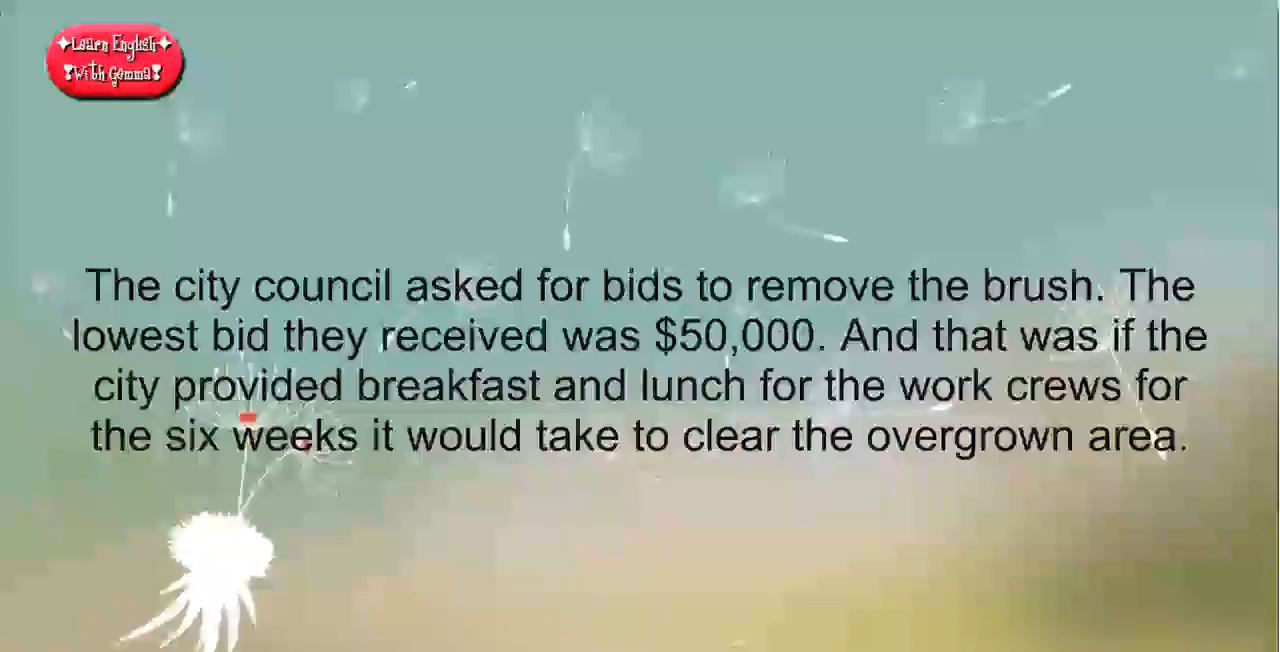 Learn English
With Gemma
The city council asked for bids to remove the brush. The
lowest bid they received was $50,000. And that was if the
city provided breakfast and lunch for the work crews for
the six weeks it would take to clear the overgrown area.